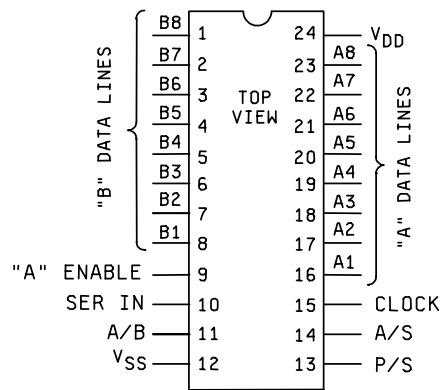 B8 1 24 VDD
B7 2 23 A8
B6 3 TOP 22 A7
B5 4 VIEW 21 A6
B4 5 20 A5
B3 6 19 A4
B2 7 18 A3
B1 8 17 A2
"B" DATA LINES
"A" DATA LINES
"A" ENABLE 9 16 A1
SER IN 10 15 CLOCK
A/B 11 14 A/S
VSS 12 13 P/S